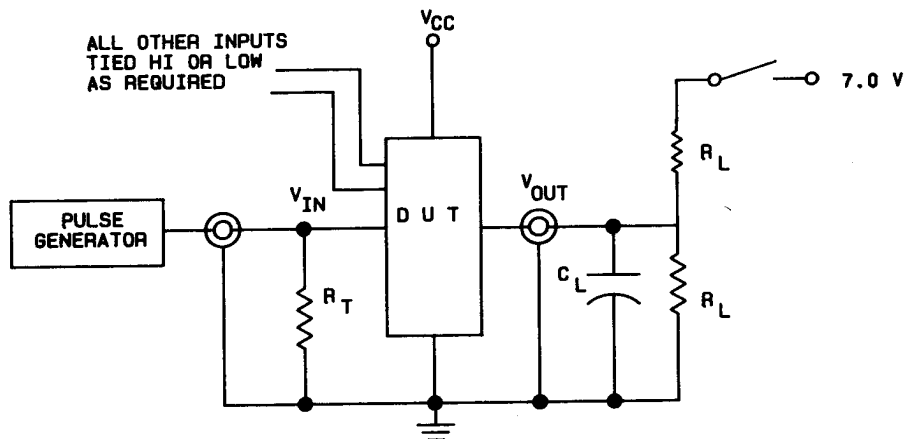 VCC
ALL OTHER INPUTS
TIED HI OR LOW
AS REQUIRED
7.0 V
RL
VIN
VOUT
PULSE
GENERATOR
DUT
CL
RT
RL